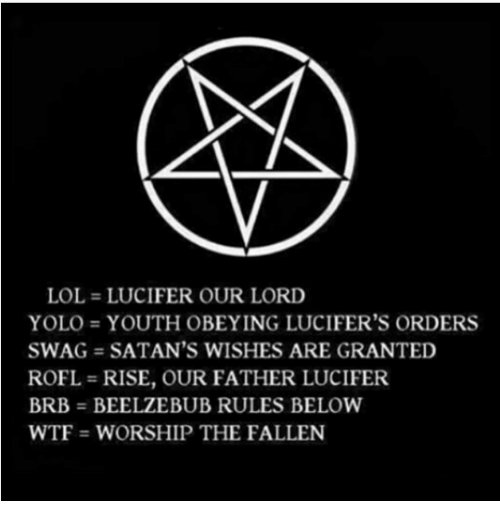 LOL = LUCIFER OUR LORD
YOLO = YOUTH OBEYING LUCIFER'S ORDERS
SWAG = SATAN'S WISHES ARE GRANTED
ROFL = RISE, OUR FATHER LUCIFER
BRB = BEELZEBUB RULES BELOW
WTF = WORSHIP THE FALLEN